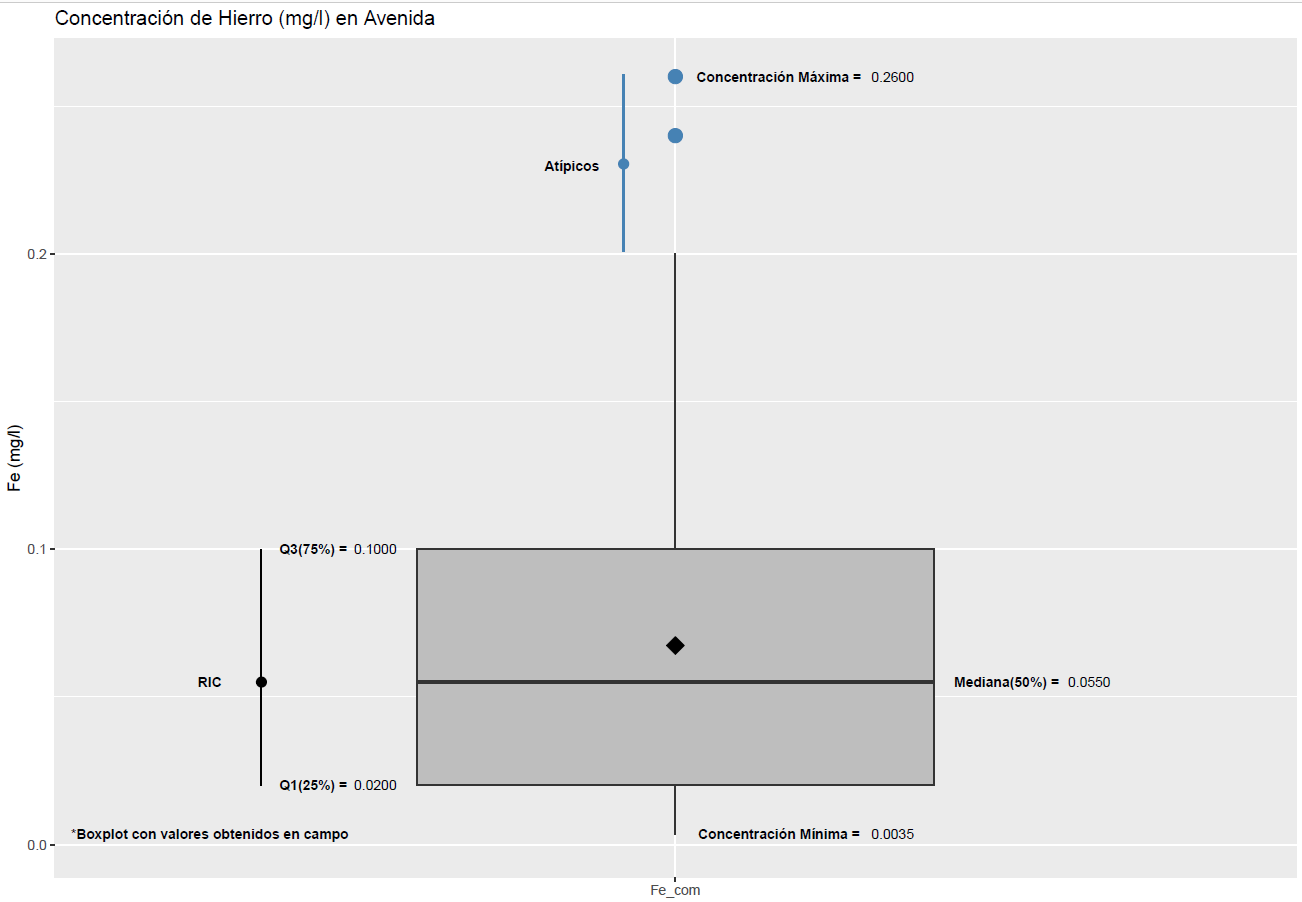 Concentración de Hierro (mg/l) en Avenida
Concentración Máxima = 0.2600
Atípicos
0.2
Fe (mg/l)
0.1
Q3(75%) = 0.1000
RIC
Mediana(50%) = 0.0550
Q1(25%) = 0.0200
*Boxplot con valores obtenidos en campo
Concentración Mínima = 0.0035
0.0
Fe_com